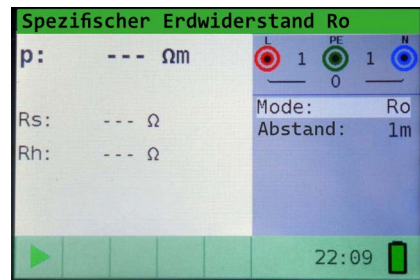 Spezifischer Erdwiderstand Ro
p: --- Ωm
L PE N
1 1
0
Mode: Ro
Abstand: 1m
Rs: --- Ω
Rh: --- Ω
22:09